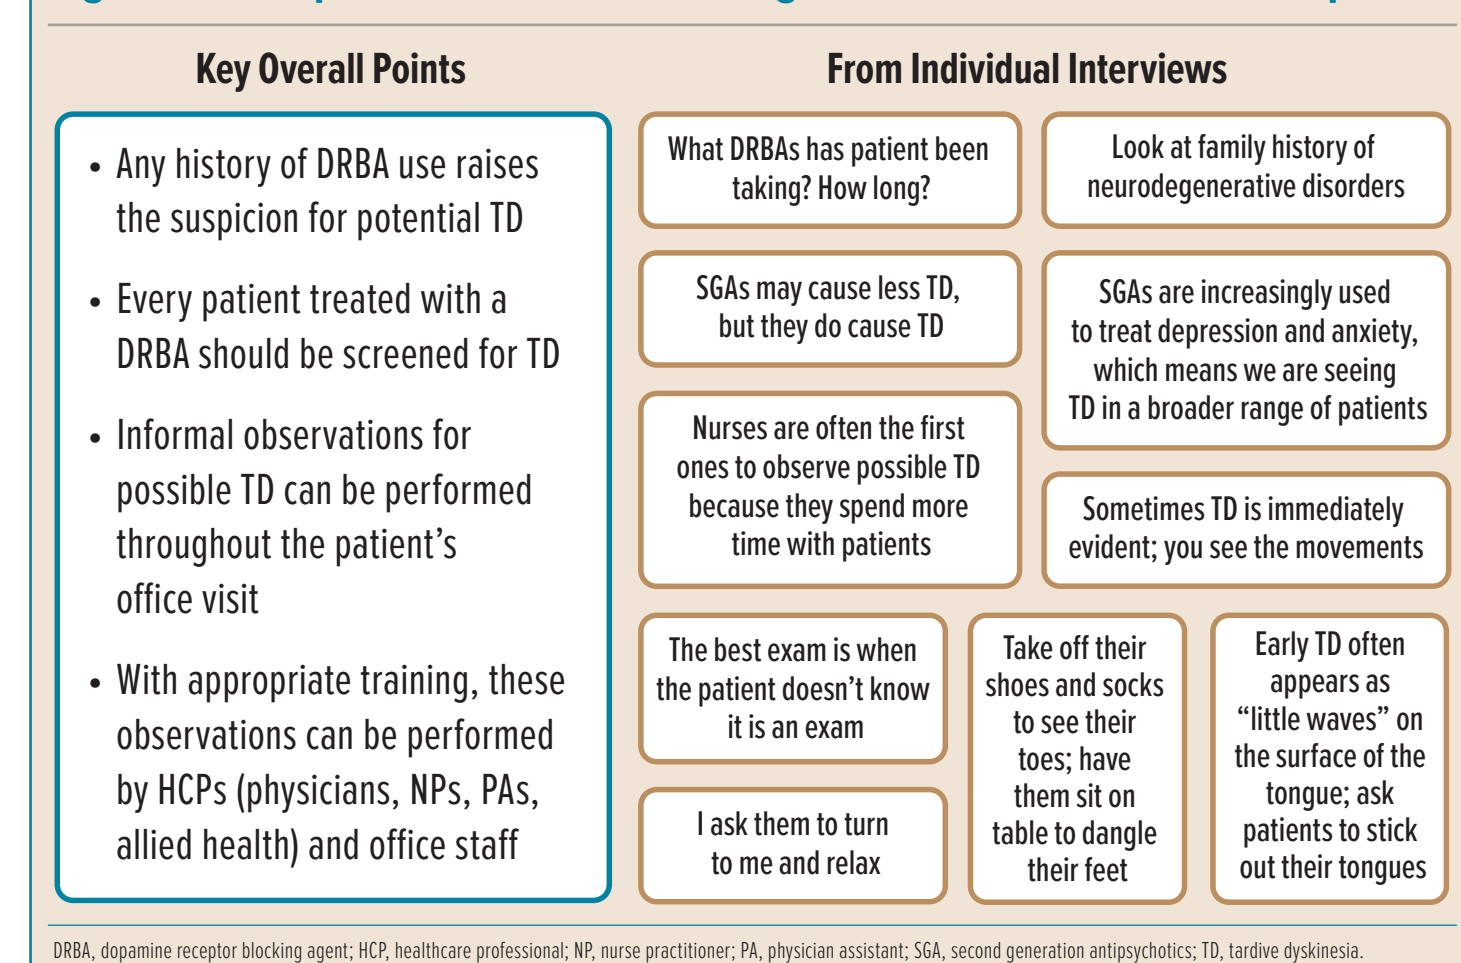 Key Overall Points
• Any history of DRBA use raises
the suspicion for potential TD
• Every patient treated with a
DRBA should be screened for TD
• Informal observations for
possible TD can be performed
throughout the patient’s
office visit
• With appropriate training, these
observations can be performed
by HCPs (physicians, NPs, PAs,
allied health) and office staff
From Individual Interviews
What DRBAs has patient been
taking? How long?
Look at family history of
neurodegenerative disorders
SGAs may cause less TD,
but they do cause TD
SGAs are increasingly used
to treat depression and anxiety,
which means we are seeing
TD in a broader range of patients
Nurses are often the first
ones to observe possible TD
because they spend more
time with patients
Sometimes TD is immediately
evident; you see the movements
The best exam is when
the patient doesn’t know
it is an exam
I ask them to turn
to me and relax
Take off their
shoes and socks
to see their
toes; have
them sit on
table to dangle
their feet
Early TD often
appears as
“little waves” on
the surface of the
tongue; ask
patients to stick
out their tongues
DRBA, dopamine receptor blocking agent; HCP, healthcare professional; NP, nurse practitioner; PA, physician assistant; SGA, second generation antipsychotics; TD, tardive dyskinesia.